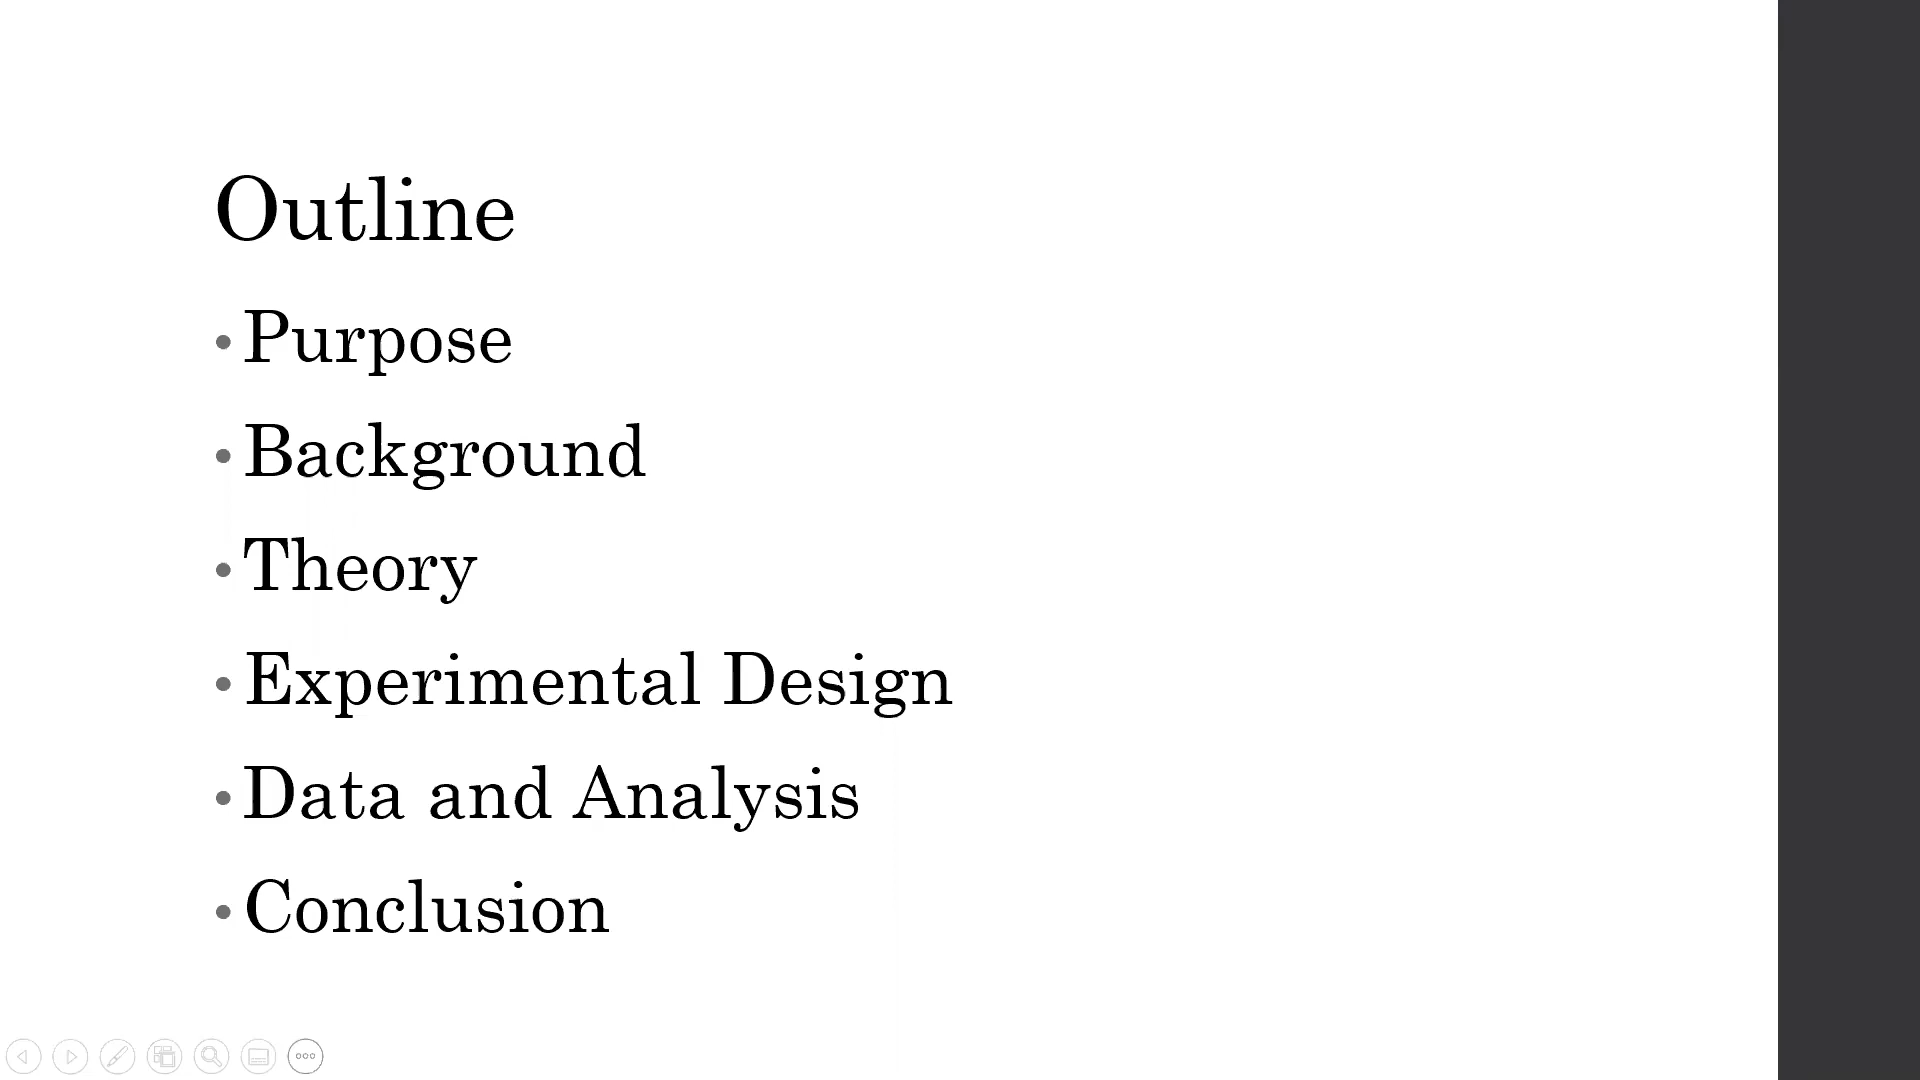 Outline
• Purpose
• Background
• Theory
• Experimental Design
• Data and Analysis
• Conclusion